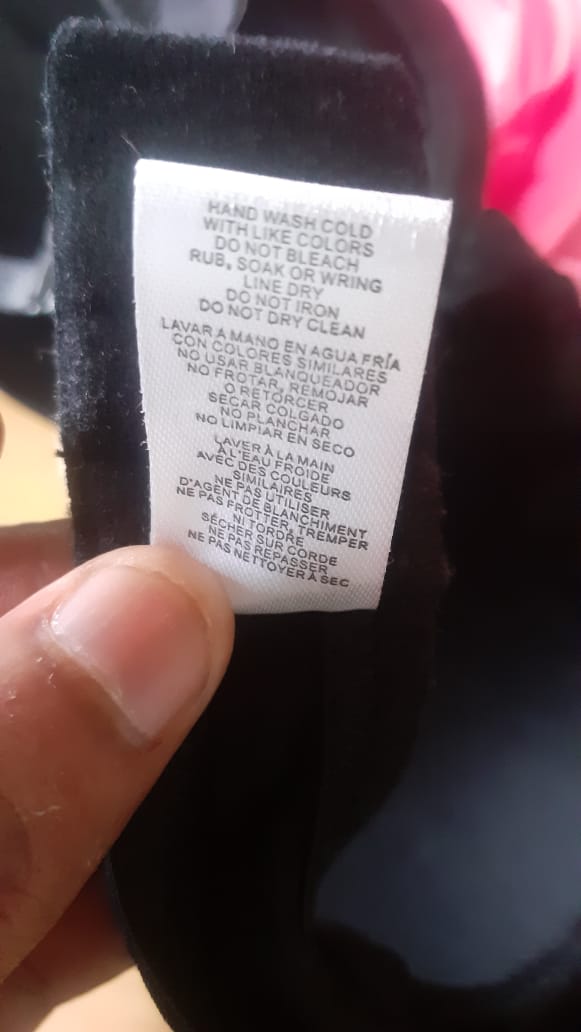 HAND WASH COLD
WITH LIKE COLORS
DO NOT BLEACH
RUB, SOAK OR WRING
LINE DRY
DO NOT IRON
DO NOT DRY CLEAN
LAVAR A MANO EN AGUA FRÍA
CON COLORES SIMILARES
NO USAR BLANQUEADOR
NO FROTAR, REMOJAR
O RETORCER
SECAR COLGADO
NO PLANCHAR
NO LIMPIAR EN SECO
LAVER À LA MAIN
À L'EAU FROIDE
AVEC DES COULEURS
SIMILAIRES
NE PAS UTILISER
D'AGENT DE BLANCHIMENT
NE PAS FROTTER, TREMPER
NI TORDRE
SÉCHER SUR CORDE
NE PAS REPASSER
NE PAS NETTOYER À SEC